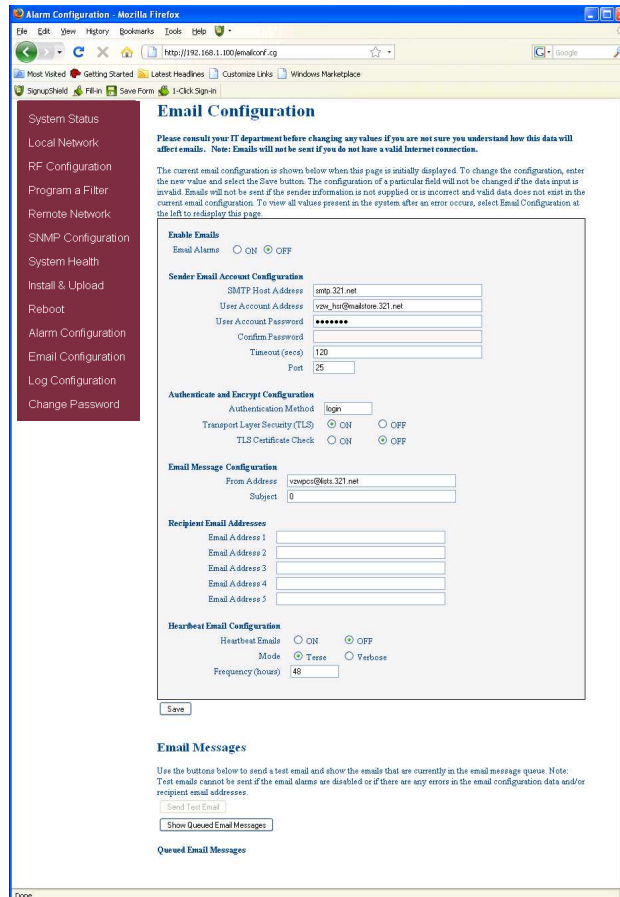 Alarm Configuration - Mozilla Firefox
File Edit View History Bookmarks Tools Help
http://192.168.1.100/emailconf.cg
Google
Most Visited Getting Started Latest Headlines Customize Links Windows Marketplace
SignupShield Fill-in Save Form 1-Click Sign-in
System Status
Local Network
RF Configuration
Program a Filter
Remote Network
SNMP Configuration
System Health
Install & Upload
Reboot
Alarm Configuration
Email Configuration
Log Configuration
Change Password
Email Configuration
Please consult your IT department before changing any values if you are not sure you understand how this data will
affect emails. Note: Emails will not be sent if you do not have a valid Internet connection.
The current email configuration is shown below when this page is initially displayed. To change the configuration, enter
the new value and select the Save button. The configuration of a particular field will not be changed if the data input is
invalid. Emails will not be sent if the sender information is not supplied or is incorrect and valid data does not exist in the
current email configuration. To view all values present in the system after an error occurs, select Email Configuration at
the left to redisplay this page.
Enable Emails
Email Alarms ON OFF
Sender Email Account Configuration
SMTP Host Address smtp.321.net
User Account Address vzw_hsr@mailstore.321.net
User Account Password •••••••
Confirm Password
Timeout (secs) 120
Port 25
Authenticate and Encrypt Configuration
Authentication Method login
Transport Layer Security (TLS) ON OFF
TLS Certificate Check ON OFF
Email Message Configuration
From Address vzwpcs@lists.321.net
Subject 0
Recipient Email Addresses
Email Address 1
Email Address 2
Email Address 3
Email Address 4
Email Address 5
Heartbeat Email Configuration
Heartbeat Emails ON OFF
Mode Terse Verbose
Frequency (hours) 48
Save
Email Messages
Use the buttons below to send a test email and show the emails that are currently in the email message queue. Note:
Test emails cannot be sent if the email alarms are disabled or if there are any errors in the email configuration data and/or
recipient email addresses.
Send Test Email
Show Queued Email Messages
Queued Email Messages
Done